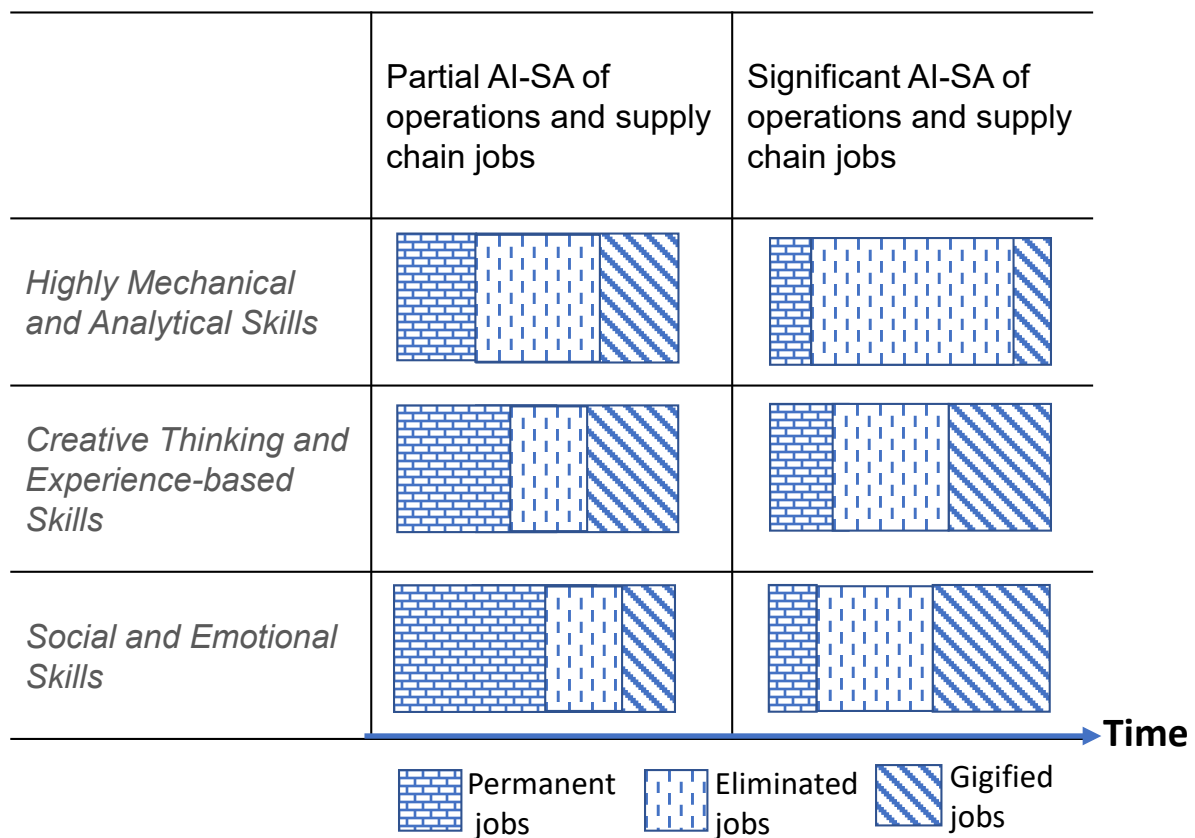 Partial AI-SA of
operations and supply
chain jobs
Significant AI-SA of
operations and supply
chain jobs
Highly Mechanical
and Analytical Skills
Creative Thinking and
Experience-based
Skills
Social and Emotional
Skills
Time
Permanent
jobs
Eliminated
jobs
Gigified
jobs